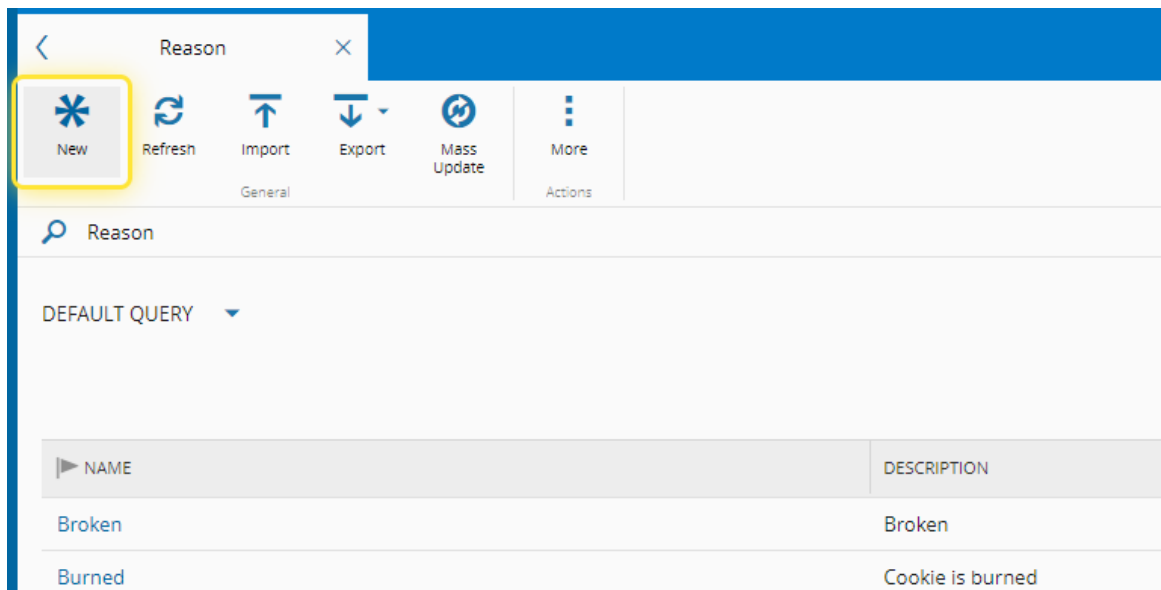 Reason
New
Refresh
Import
Export
Mass
Update
More
General
Actions
Reason
DEFAULT QUERY
NAME
DESCRIPTION
Broken
Broken
Burned
Cookie is burned